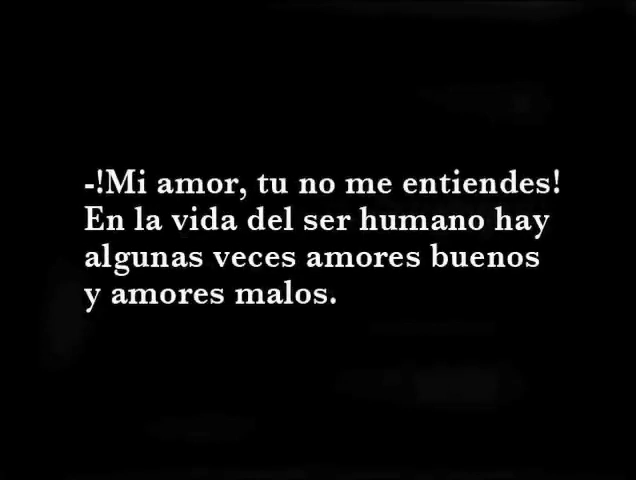 -!Mi amor, tu no me entiendes!
En la vida del ser humano hay
algunas veces amores buenos
y amores malos.